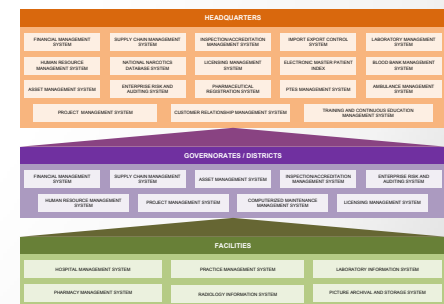 HEADQUARTERS
FINANCIAL MANAGEMENT
SYSTEM
SUPPLY CHAIN MANAGEMENT
SYSTEM
INSPECTION/ACCREDITATION
MANAGEMENT SYSTEM
IMPORT EXPORT CONTROL
SYSTEM
LABORATORY MANAGEMENT
SYSTEM
HUMAN RESOURCE
MANAGEMENT SYSTEM
NATIONAL NARCOTICS
DATABASE SYSTEM
LICENSING MANAGEMENT
SYSTEM
ELECTRONIC MASTER PATIENT
INDEX
BLOOD BANK MANAGEMENT
SYSTEM
ASSET MANAGEMENT SYSTEM
ENTERPRISE RISK AND
AUDITING SYSTEM
PHARMACEUTICAL
REGISTRATION SYSTEM
PTES MANAGEMENT SYSTEM
AMBULANCE MANAGEMENT
SYSTEM
PROJECT MANAGEMENT SYSTEM
CUSTOMER RELATIONSHIP MANAGEMENT SYSTEM
TRAINING AND CONTINUOUS EDUCATION
MANAGEMENT SYSTEM
GOVERNORATES / DISTRICTS
FINANCIAL MANAGEMENT
SYSTEM
SUPPLY CHAIN MANAGEMENT
SYSTEM
ASSET MANAGEMENT SYSTEM
INSPECTION/ACCREDITATION
MANAGEMENT SYSTEM
ENTERPRISE RISK AND
AUDITING SYSTEM
HUMAN RESOURCE MANAGEMENT
SYSTEM
PROJECT MANAGEMENT SYSTEM
COMPUTERIZED MAINTENANCE
MANAGEMENT SYSTEM
LICENSING MANAGEMENT SYSTEM
FACILITIES
HOSPITAL MANAGEMENT SYSTEM
PRACTICE MANAGEMENT SYSTEM
LABORATORY INFORMATION SYSTEM
PHARMACY MANAGEMENT SYSTEM
RADIOLOGY INFORMATION SYSTEM
PICTURE ARCHIVAL AND STORAGE SYSTEM